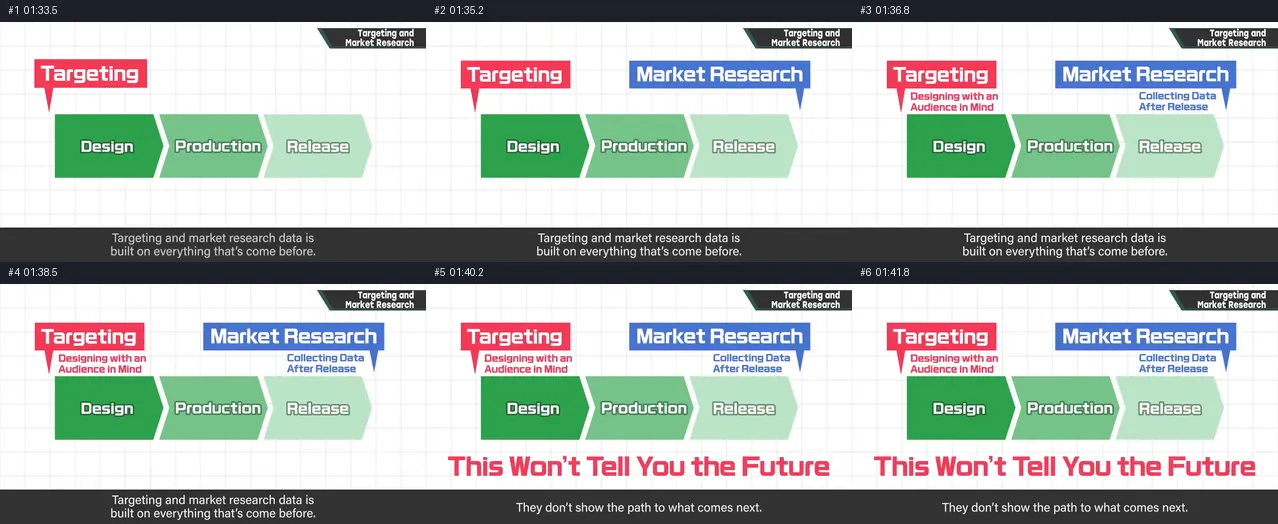 #1 01:33.5
Targeting and
Market Research
Targeting
Design
Production
Release
Targeting and market research data is
built on everything that's come before.
#2 01:35.2
Targeting and
Market Research
Targeting
Market Research
Design
Production
Release
Targeting and market research data is
built on everything that's come before.
#3 01:36.8
Targeting and
Market Research
Targeting
Market Research
Designing with an
Audience in Mind
Collecting Data
After Release
Design
Production
Release
Targeting and market research data is
built on everything that's come before.
#4 01:38.5
Targeting and
Market Research
Targeting
Market Research
Designing with an
Audience in Mind
Collecting Data
After Release
Design
Production
Release
Targeting and market research data is
built on everything that's come before.
#5 01:40.2
Targeting and
Market Research
Targeting
Market Research
Designing with an
Audience in Mind
Collecting Data
After Release
Design
Production
Release
This Won't Tell You the Future
They don't show the path to what comes next.
#6 01:41.8
Targeting and
Market Research
Targeting
Market Research
Designing with an
Audience in Mind
Collecting Data
After Release
Design
Production
Release
This Won't Tell You the Future
They don't show the path to what comes next.